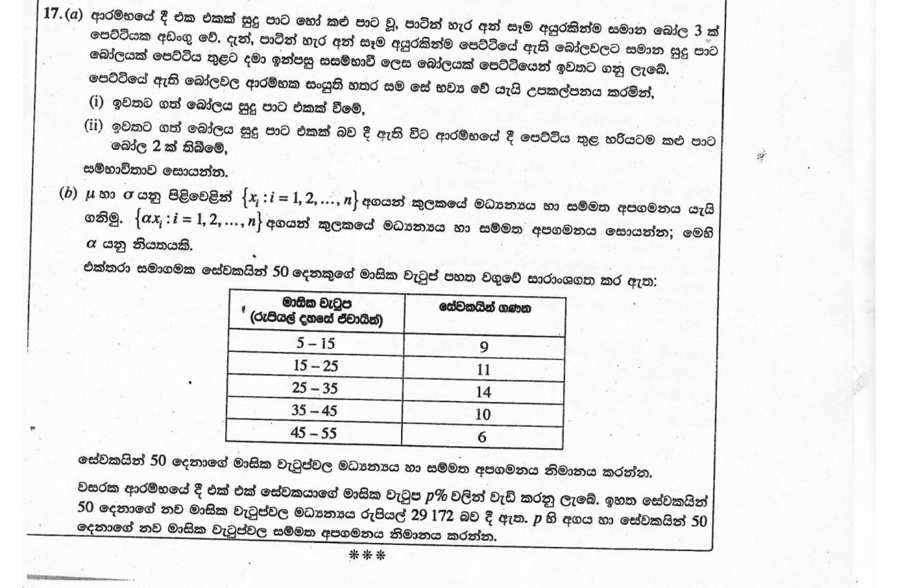 17. (a) ආරම්භයේ දී එක එකක් සුදු පාට හෝ කළු පාට වූ, පාටින් හැර අන් සෑම අයුරකින්ම සමාන බෝල 3 ක්
පෙට්ටියක අඩංගු වේ. දැන්, පාටින් හැර අන් සෑම අයුරකින්ම පෙට්ටියේ ඇති බෝලවලට සමාන සුදු පාට
බෝලයක් පෙට්ටිය තුළට දමා ඉන්පසු සසම්භාවී ලෙස බෝලයක් පෙට්ටියෙන් ඉවතට ගනු ලැබේ.
පෙට්ටියේ ඇති බෝලවල ආරම්භක සංයුති හතර සම සේ භව්‍ය වේ යැයි උපකල්පනය කරමින්,
(i) ඉවතට ගත් බෝලය සුදු පාට එකක් වීමේ,
(ii) ඉවතට ගත් බෝලය සුදු පාට එකක් බව දී ඇති විට ආරම්භයේ දී පෙට්ටිය තුළ හරියටම කළු පාට
බෝල 2 ක් තිබීමේ,
සම්භාවිතාව සොයන්න.
(b) μ හා σ යනු පිළිවෙළින් {xᵢ : i = 1, 2, ..., n} අගයන් කුලකයේ මධ්‍යන්‍යය හා සම්මත අපගමනය යැයි
ගනිමු. {αxᵢ : i = 1, 2, ..., n} අගයන් කුලකයේ මධ්‍යන්‍යය හා සම්මත අපගමනය සොයන්න; මෙහි
α යනු නියතයකි.
එක්තරා සමාගමක සේවකයින් 50 දෙනකුගේ මාසික වැටුප් පහත වගුවේ සාරාංශගත කර ඇත:
මාසික වැටුප සේවකයින් ගණන
(රුපියල් දහසේ ඒවායින්)
5 – 15 9
15 – 25 11
25 – 35 14
35 – 45 10
45 – 55 6
සේවකයින් 50 දෙනාගේ මාසික වැටුප්වල මධ්‍යන්‍යය හා සම්මත අපගමනය නිමානය කරන්න.
වසරක ආරම්භයේ දී එක් එක් සේවකයාගේ මාසික වැටුප p% වලින් වැඩි කරනු ලැබේ. ඉහත සේවකයින්
50 දෙනාගේ නව මාසික වැටුප්වල මධ්‍යන්‍යය රුපියල් 29 172 බව දී ඇත. p හි අගය හා සේවකයින් 50
දෙනාගේ නව මාසික වැටුප්වල සම්මත අපගමනය නිමානය කරන්න.
***